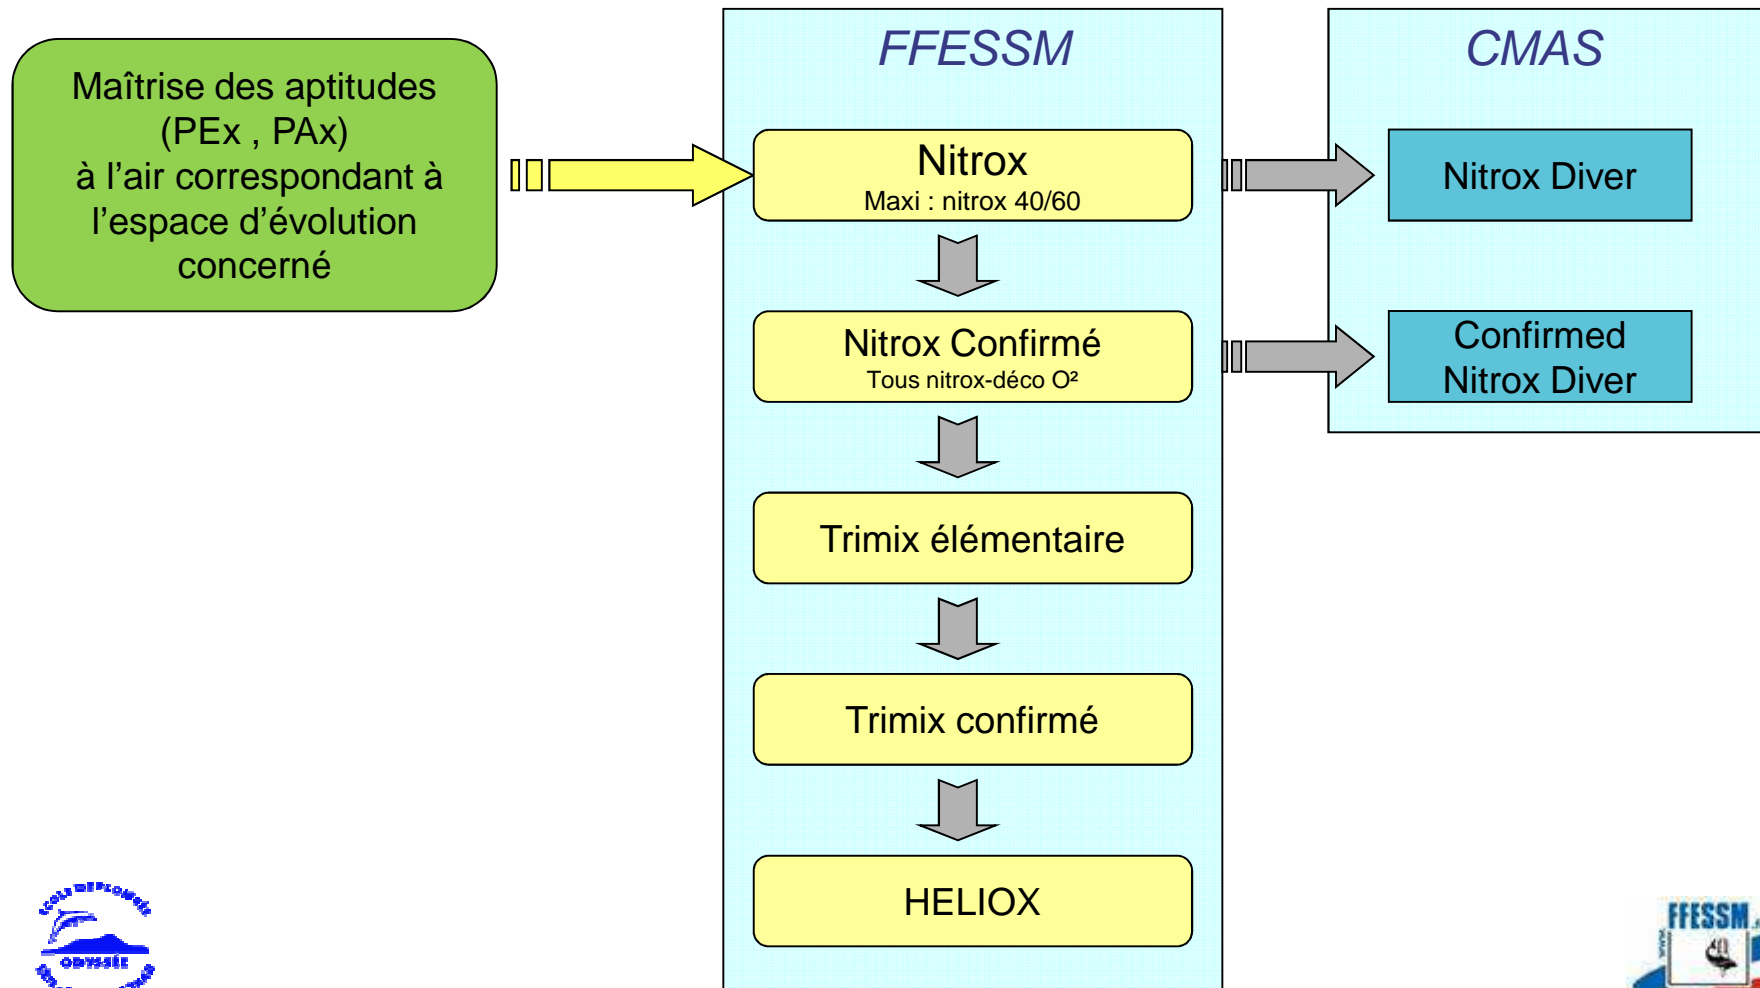 Maîtrise des aptitudes
(PEx , PAx)
à l'air correspondant à
l'espace d'évolution
concerné
FFESSM
Nitrox
Maxi : nitrox 40/60
Nitrox Confirmé
Tous nitrox-déco O²
Trimix élémentaire
Trimix confirmé
HELIOX
CMAS
Nitrox Diver
Confirmed
Nitrox Diver
ODYSSÉE
FFESSM